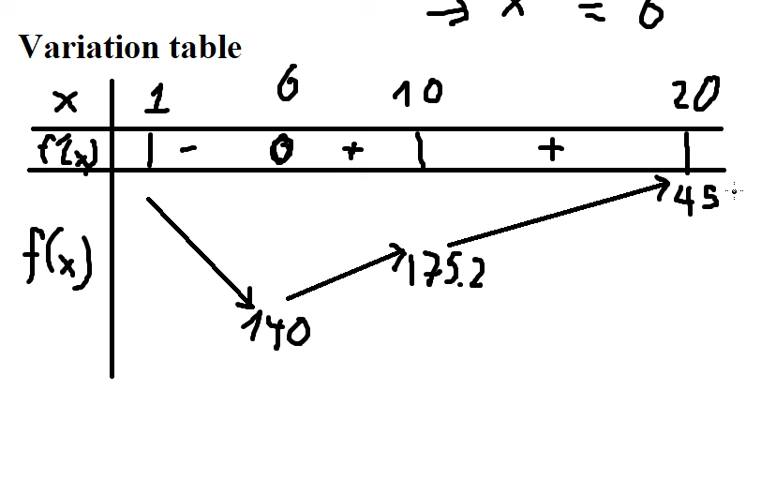 → x = 6
Variation table
x 1 6 10 20
f'(x) | - 0 + | + |
f(x) 140 175.2 45